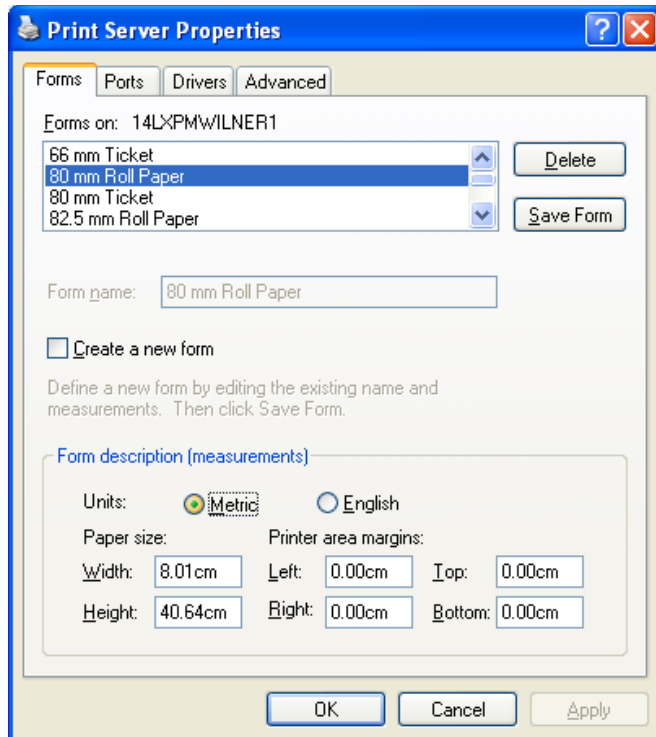 Print Server Properties
Forms Ports Drivers Advanced
Forms on: 14LXPMWILNER1
66 mm Ticket
80 mm Roll Paper
80 mm Ticket
82.5 mm Roll Paper
Delete
Save Form
Form name: 80 mm Roll Paper
Create a new form
Define a new form by editing the existing name and
measurements. Then click Save Form.
Form description (measurements)
Units: Metric English
Paper size: Printer area margins:
Width: 8.01cm Left: 0.00cm Top: 0.00cm
Height: 40.64cm Right: 0.00cm Bottom: 0.00cm
OK Cancel Apply